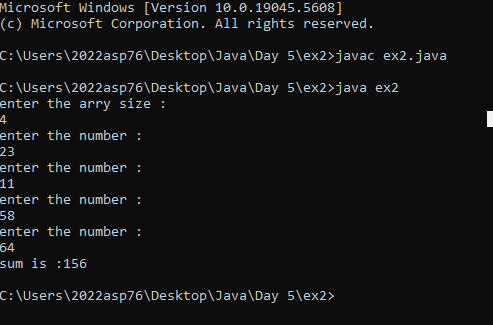 Microsoft Windows [Version 10.0.19045.5608]
(c) Microsoft Corporation. All rights reserved.
C:\Users\2022asp76\Desktop\Java\Day 5\ex2>javac ex2.java
C:\Users\2022asp76\Desktop\Java\Day 5\ex2>java ex2
enter the arry size :
4
enter the number :
23
enter the number :
11
enter the number :
58
enter the number :
64
sum is :156
C:\Users\2022asp76\Desktop\Java\Day 5\ex2>